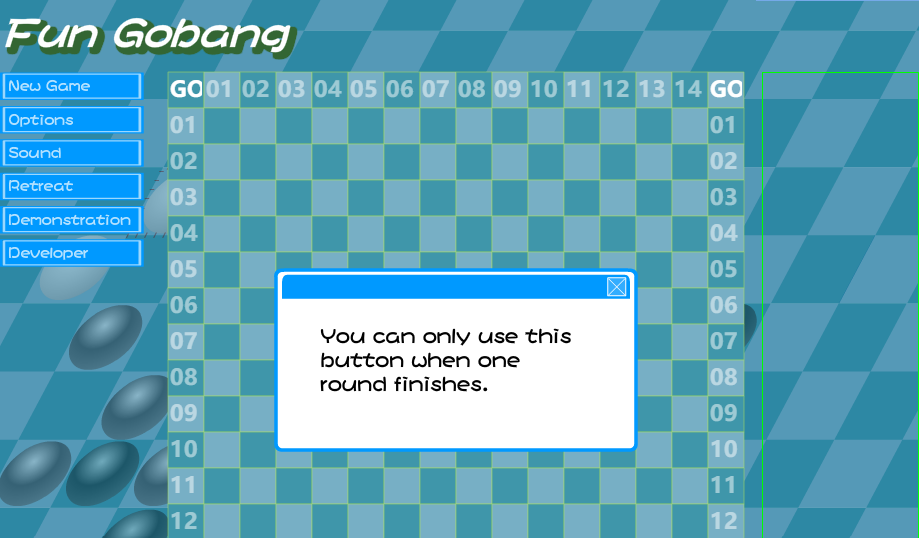 Fun Gobang
New Game
Options
Sound
Retreat
Demonstration
Developer
GO 01 02 03 04 05 06 07 08 09 10 11 12 13 14 GO
01 01
02 02
03 03
04 04
05 05
06 06
07 07
08 08
09 09
10 10
11 11
12 12
You can only use this
button when one
round finishes.